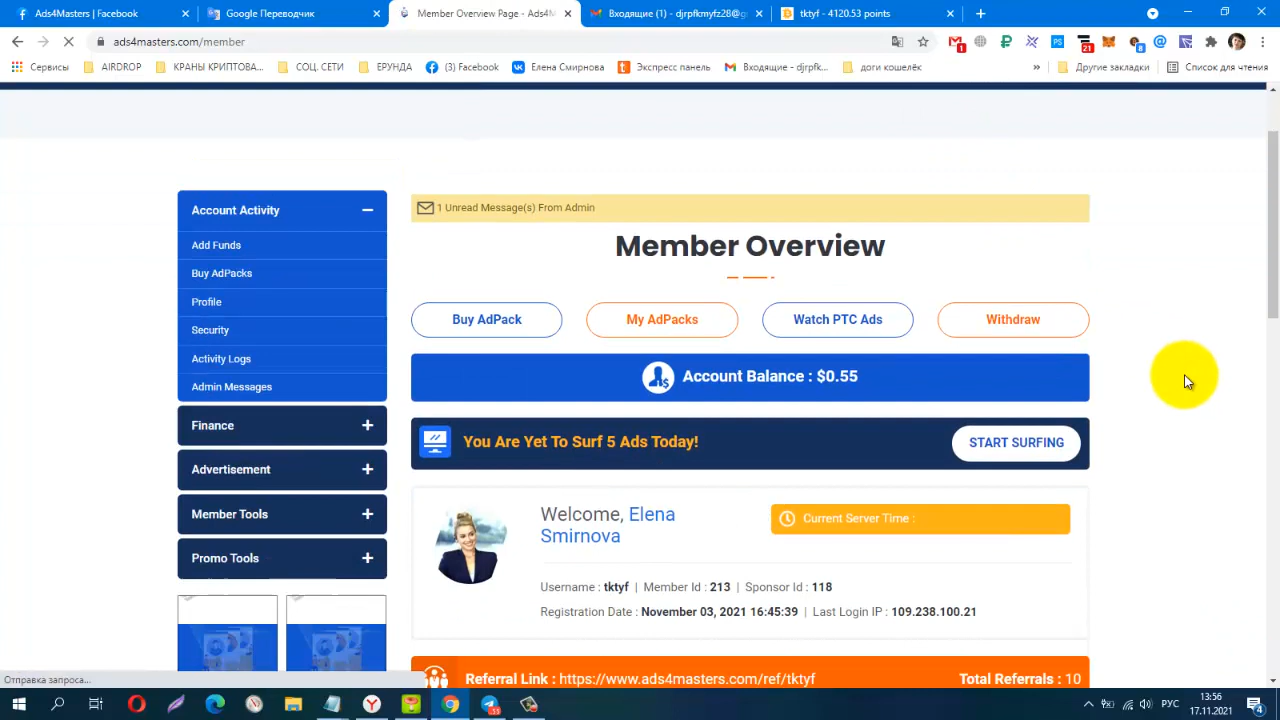 Ads4Masters | Facebook
Google Переводчик
Member Overview Page - Ads4M
Входящие (1) - djrpfkmyfz28@g
tktyf - 4120.53 points
ads4masters.com/member
1
21
8
Сервисы
AIRDROP
КРАНЫ КРИПТОВА...
СОЦ. СЕТИ
ЕРУНДА
(3) Facebook
Елена Смирнова
Экспресс панель
Входящие - djrpfk...
доги кошелёк
»
Другие закладки
Список для чтения
Account Activity
Add Funds
Buy AdPacks
Profile
Security
Activity Logs
Admin Messages
Finance
Advertisement
Member Tools
Promo Tools
1 Unread Message(s) From Admin
Member Overview
Buy AdPack
My AdPacks
Watch PTC Ads
Withdraw
Account Balance : $0.55
You Are Yet To Surf 5 Ads Today!
START SURFING
Welcome, Elena
Smirnova
Current Server Time :
Username : tktyf | Member Id : 213 | Sponsor Id : 118
Registration Date : November 03, 2021 16:45:39 | Last Login IP : 109.238.100.21
Referral Link : https://www.ads4masters.com/ref/tktyf
Total Referrals : 10
Отправка запроса...
РУС
13:56
17.11.2021
4